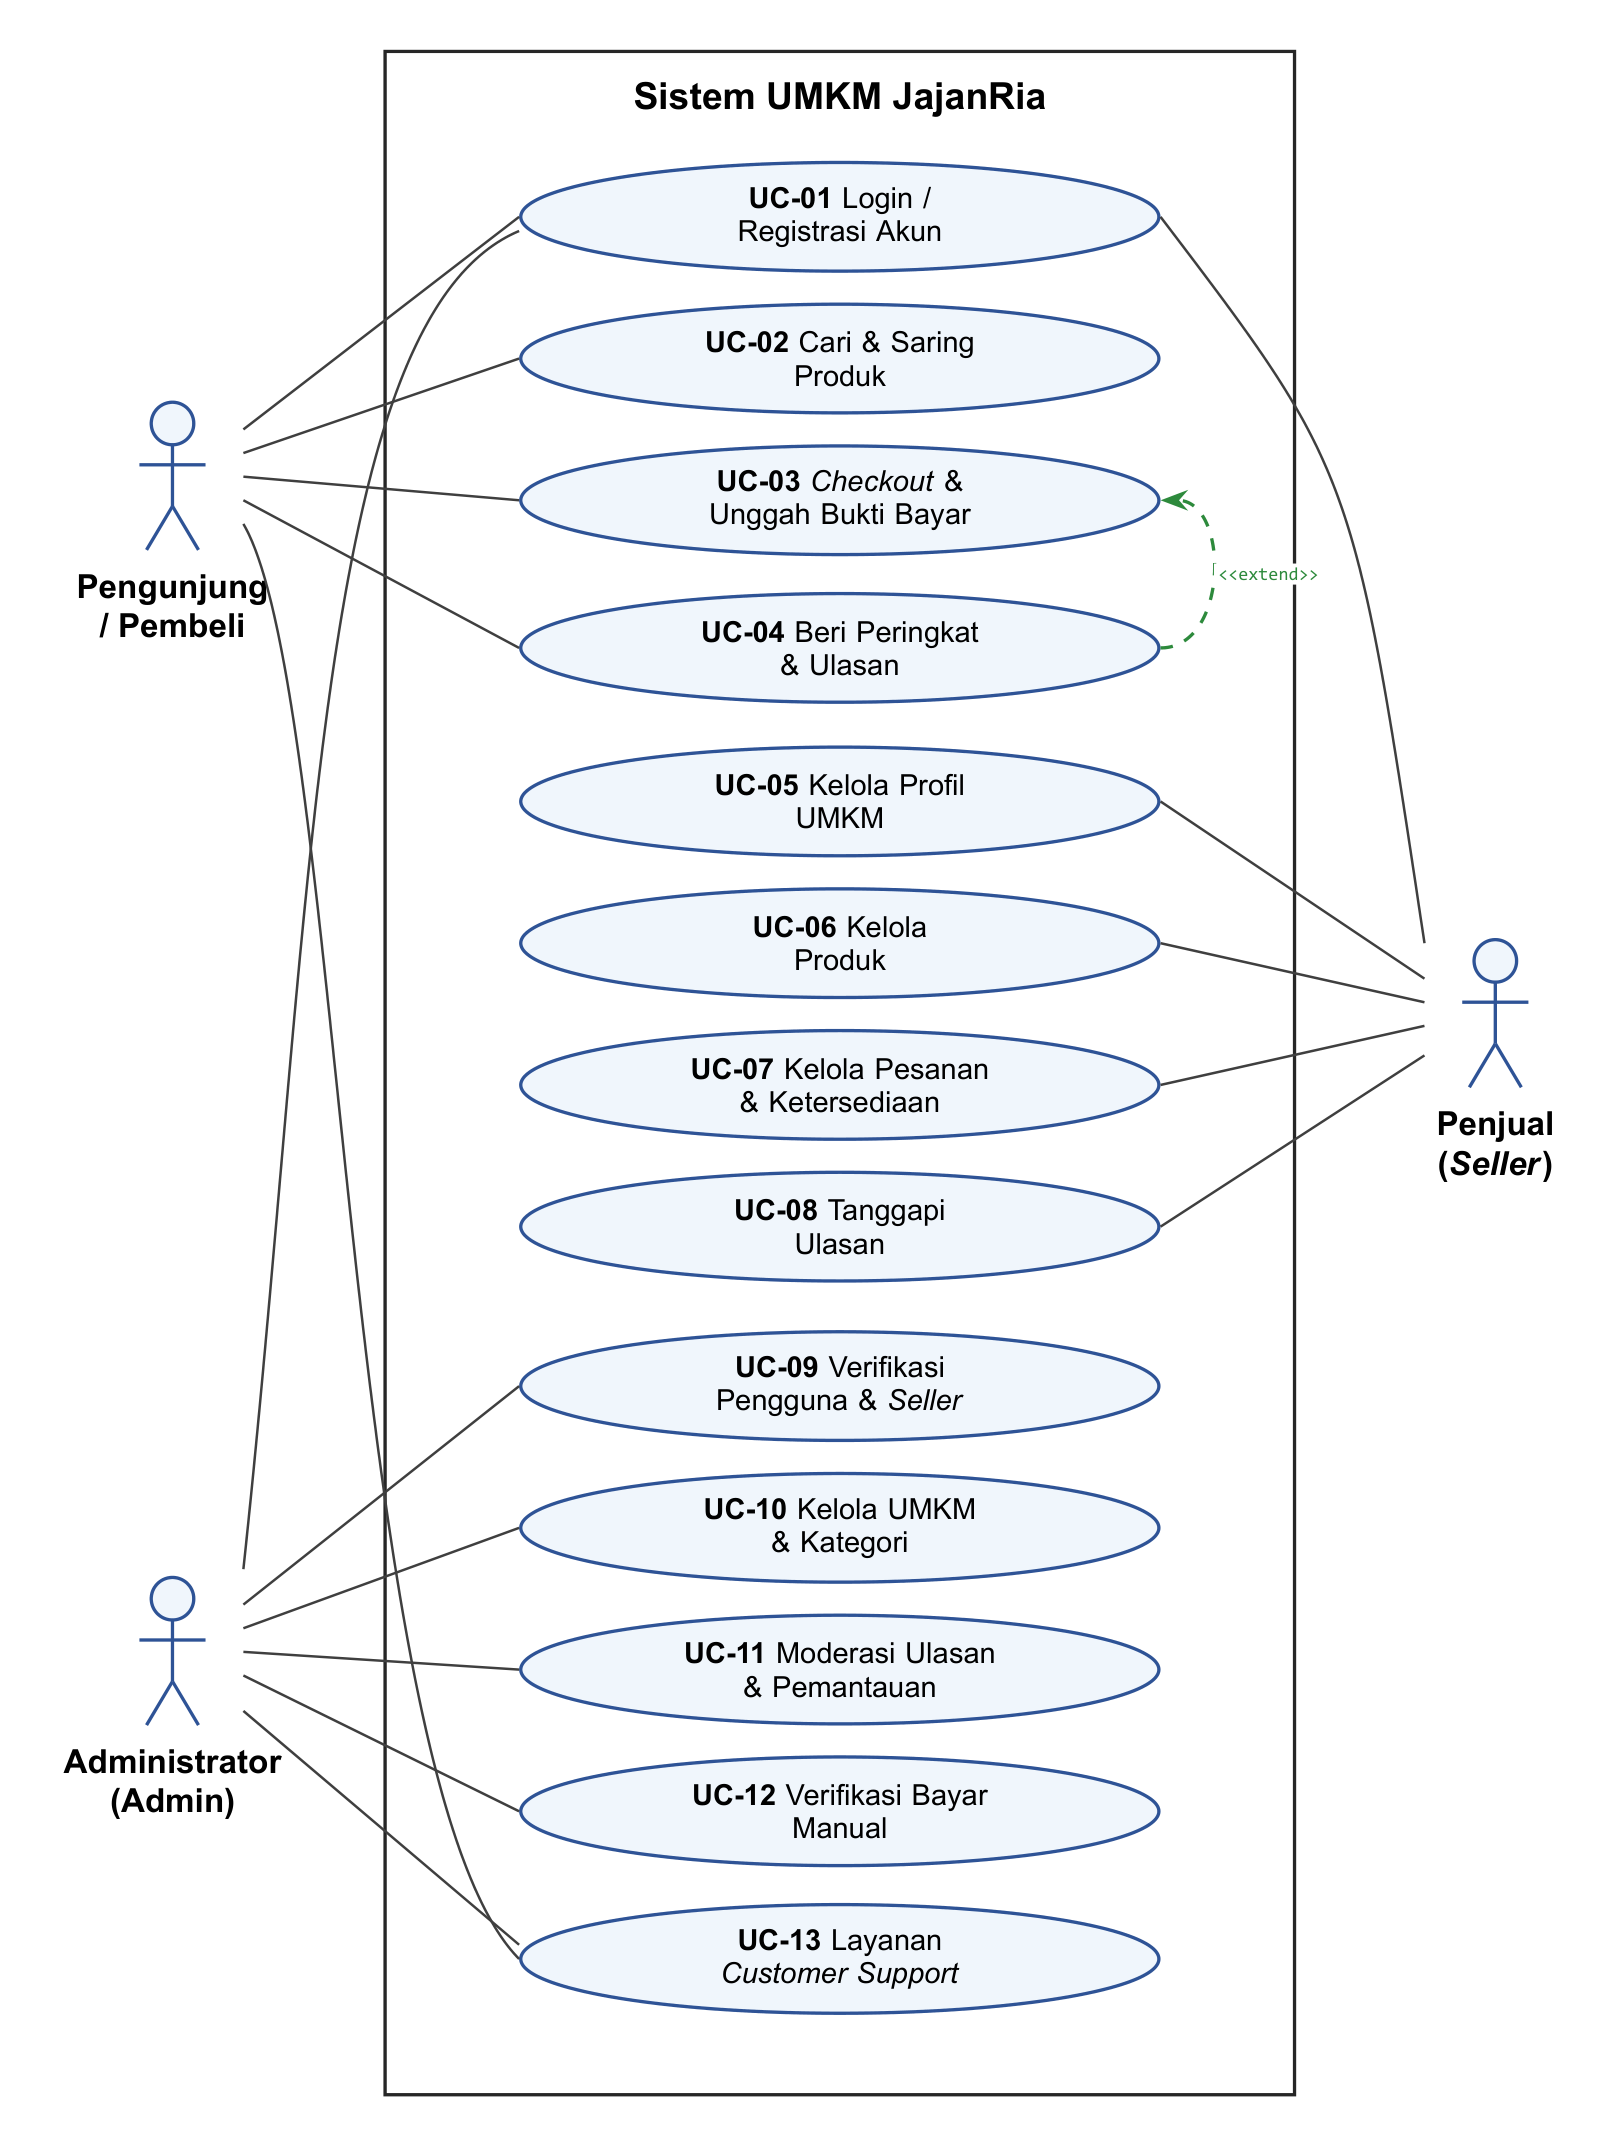 Sistem UMKM JajanRia
UC-01 Login /
Registrasi Akun
UC-02 Cari & Saring
Produk
UC-03 Checkout &
Unggah Bukti Bayar
<<extend>>
Pengunjung
/ Pembeli
UC-04 Beri Peringkat
& Ulasan
UC-05 Kelola Profil
UMKM
UC-06 Kelola
Produk
UC-07 Kelola Pesanan
& Ketersediaan
Penjual
(Seller)
UC-08 Tanggapi
Ulasan
UC-09 Verifikasi
Pengguna & Seller
UC-10 Kelola UMKM
& Kategori
UC-11 Moderasi Ulasan
& Pemantauan
Administrator
(Admin)
UC-12 Verifikasi Bayar
Manual
UC-13 Layanan
Customer Support